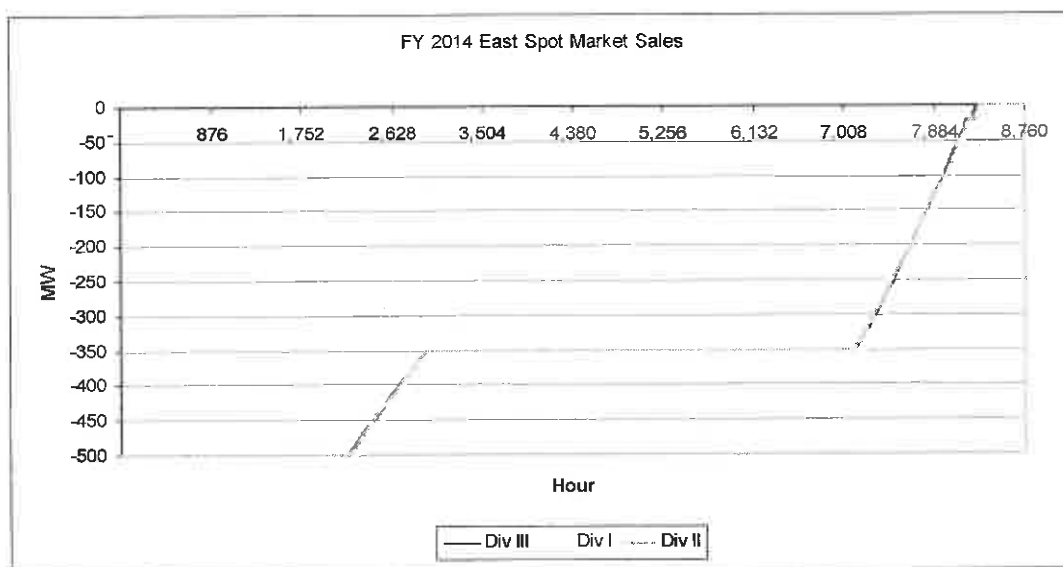 FY 2014 East Spot Market Sales
0
876 1,752 2,628 3,504 4,380 5,256 6,132 7,008 7,884 8,760
-50
-100
-150
-200
-250
-300
-350
-400
-450
-500
MW
Hour
Div III Div I Div II